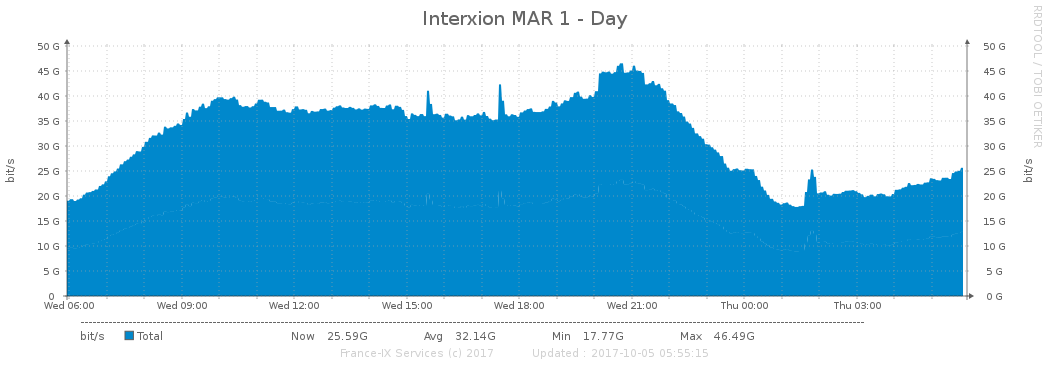 Interxion MAR 1 - Day
RRDTOOL / TOBI OETIKER
50 G 50 G
45 G 45 G
40 G 40 G
35 G 35 G
30 G 30 G
25 G 25 G
20 G 20 G
15 G 15 G
10 G 10 G
5 G 5 G
0 0 G
bit/s bit/s
Wed 06:00 Wed 09:00 Wed 12:00 Wed 15:00 Wed 18:00 Wed 21:00 Thu 00:00 Thu 03:00
bit/s Total Now 25.59G Avg 32.14G Min 17.77G Max 46.49G
France-IX Services (c) 2017 Updated : 2017-10-05 05:55:15